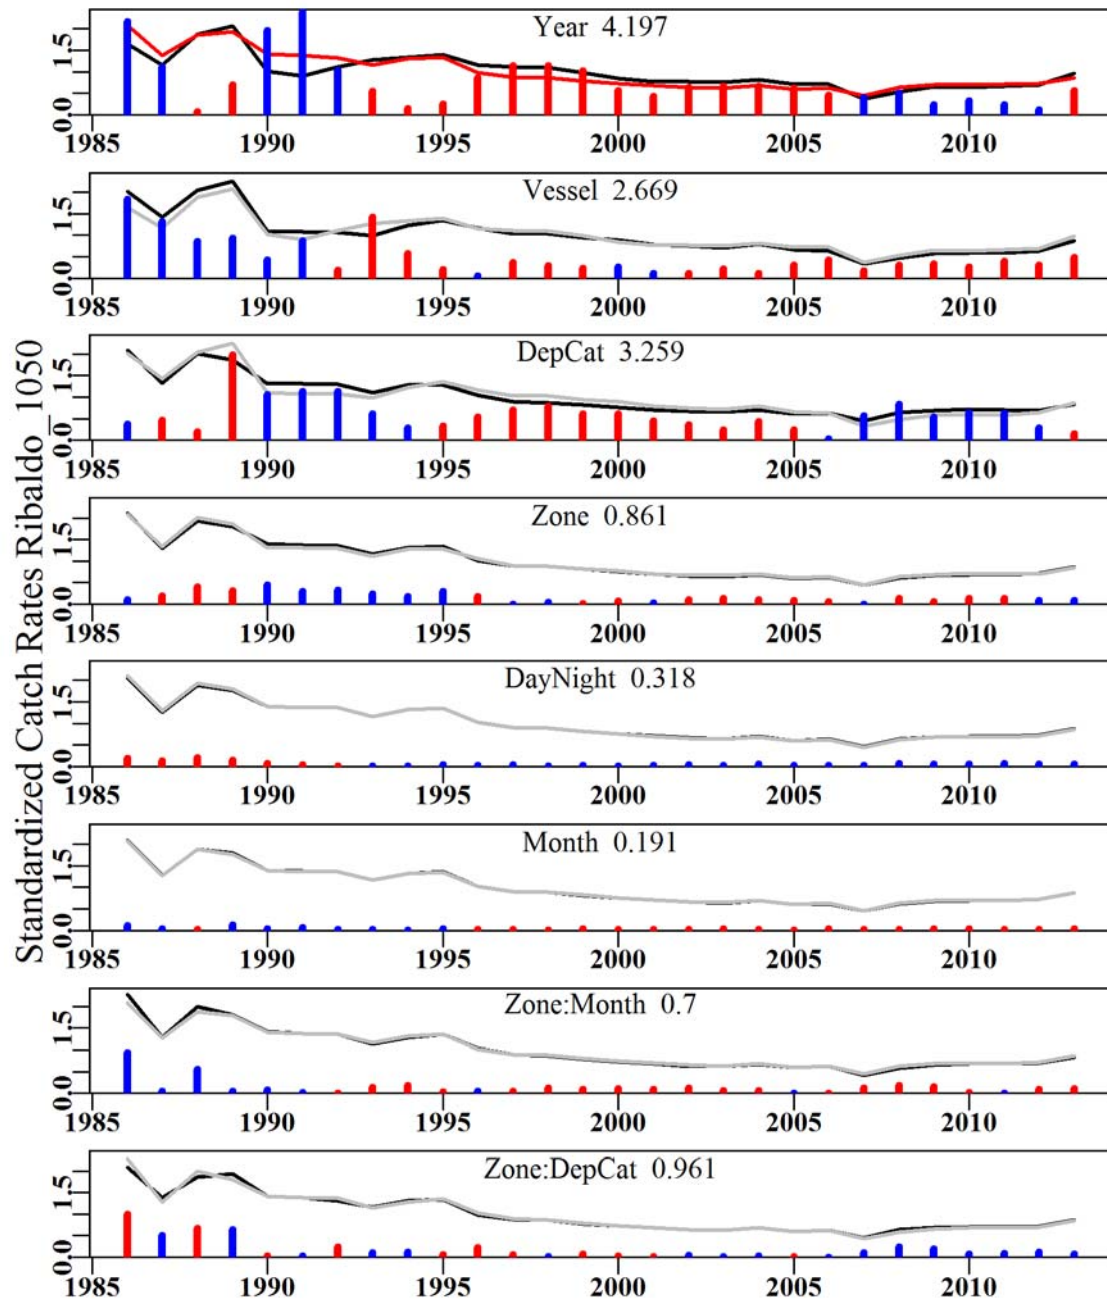 Standardized Catch Rates Ribaldo_1050
Year 4.197
0.0 1.5
1985 1990 1995 2000 2005 2010
Vessel 2.669
0.0 1.5
1985 1990 1995 2000 2005 2010
DepCat 3.259
0.0 1.5
1985 1990 1995 2000 2005 2010
Zone 0.861
0.0 1.5
1985 1990 1995 2000 2005 2010
DayNight 0.318
0.0 1.5
1985 1990 1995 2000 2005 2010
Month 0.191
0.0 1.5
1985 1990 1995 2000 2005 2010
Zone:Month 0.7
0.0 1.5
1985 1990 1995 2000 2005 2010
Zone:DepCat 0.961
0.0 1.5
1985 1990 1995 2000 2005 2010